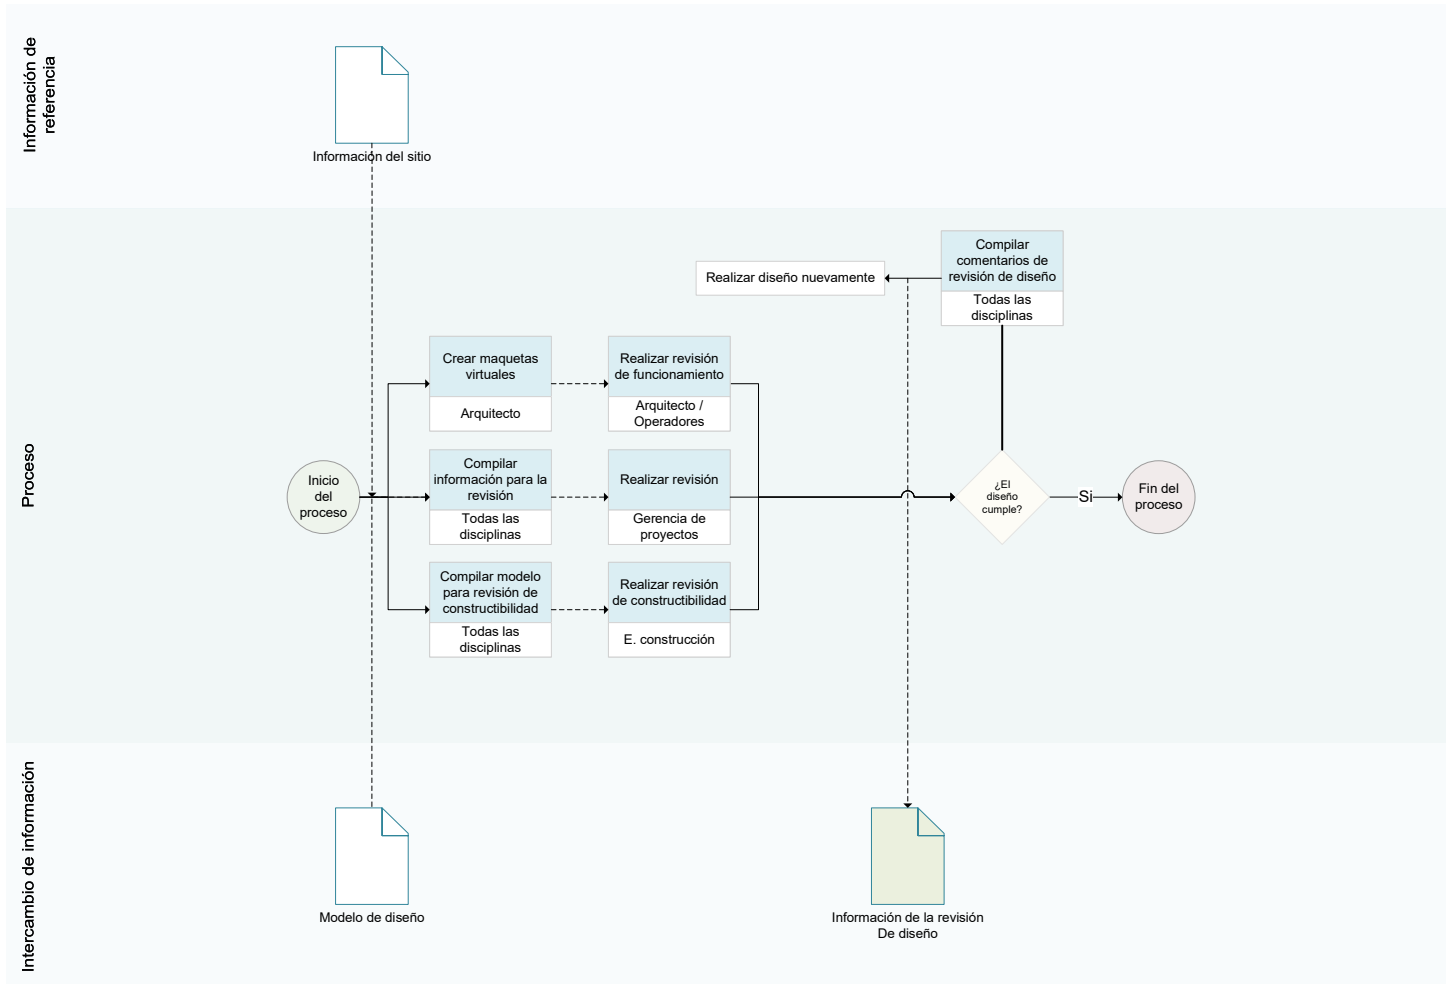 Información de
referencia
Información del sitio
Proceso
Compilar
comentarios de
revisión de diseño
Todas las
disciplinas
Realizar diseño nuevamente
Crear maquetas
virtuales
Arquitecto
Realizar revisión
de funcionamiento
Arquitecto /
Operadores
Inicio
del
proceso
Compilar
información para la
revisión
Todas las
disciplinas
Realizar revisión
Gerencia de
proyectos
¿El
diseño
cumple?
Si
Fin del
proceso
Compilar modelo
para revisión de
constructibilidad
Todas las
disciplinas
Realizar revisión
de constructibilidad
E. construcción
Intercambio de información
Modelo de diseño
Información de la revisión
De diseño